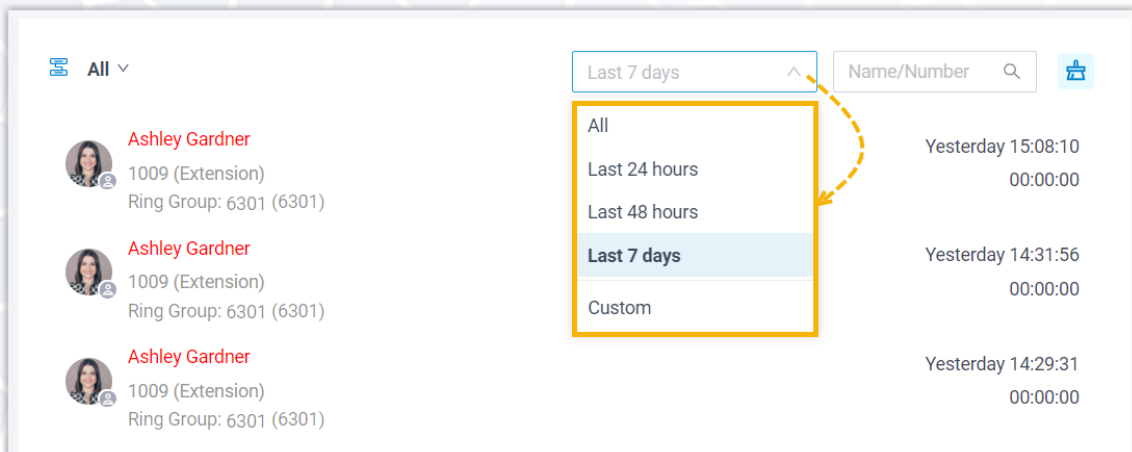 All
Last 7 days
Name/Number
All
Last 24 hours
Last 48 hours
Last 7 days
Custom
Ashley Gardner
1009 (Extension)
Ring Group: 6301 (6301)
Yesterday 15:08:10
00:00:00
Ashley Gardner
1009 (Extension)
Ring Group: 6301 (6301)
Yesterday 14:31:56
00:00:00
Ashley Gardner
1009 (Extension)
Ring Group: 6301 (6301)
Yesterday 14:29:31
00:00:00